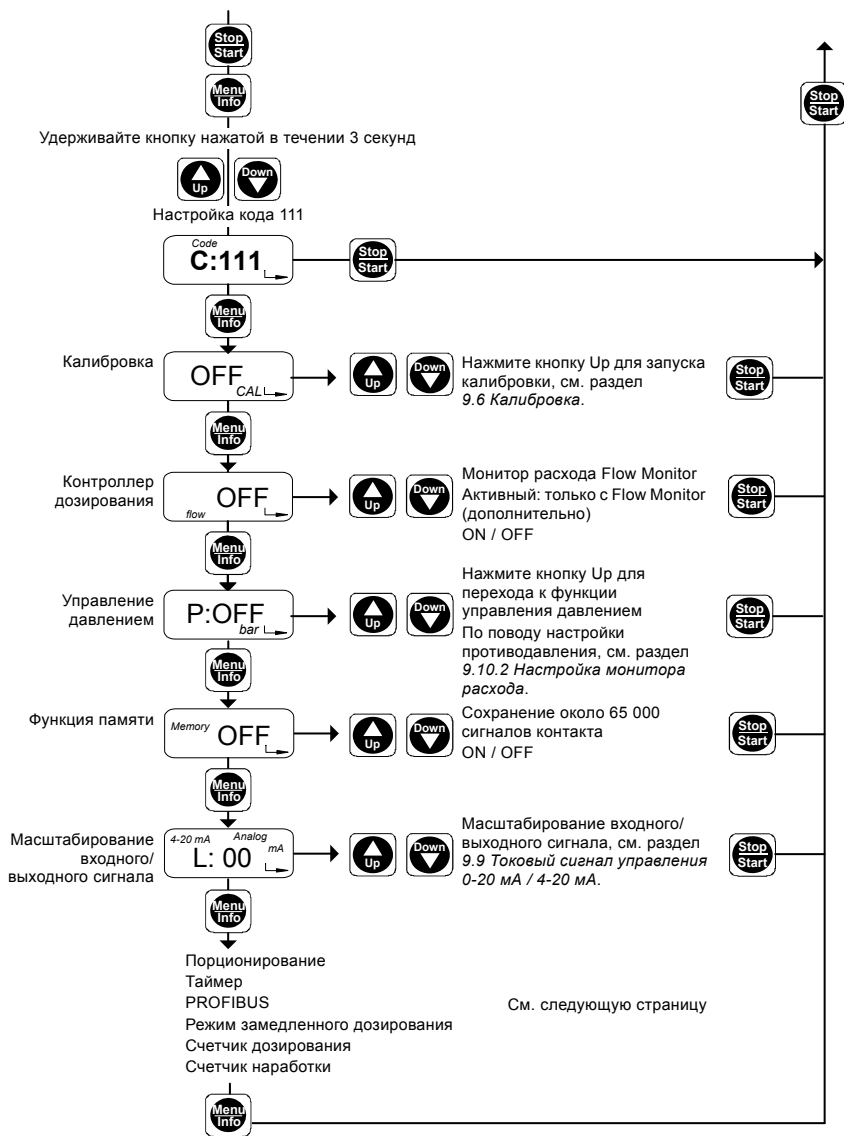 Stop
Start
Menu
Info
Stop
Start
Удерживайте кнопку нажатой в течении 3 секунд
Up
Down
Настройка кода 111
Code
C:111
Stop
Start
Menu
Info
Калибровка
OFF
CAL
Up
Down
Нажмите кнопку Up для запуска
калибровки, см. раздел
9.6 Калибровка.
Stop
Start
Menu
Info
Контроллер
дозирования
OFF
flow
Up
Down
Монитор расхода Flow Monitor
Активный: только с Flow Monitor
(дополнительно)
ON / OFF
Stop
Start
Menu
Info
Управление
давлением
P:OFF
bar
Up
Down
Нажмите кнопку Up для
перехода к функции
управления давлением
По поводу настройки
противодавления, см. раздел
9.10.2 Настройка монитора
расхода.
Stop
Start
Menu
Info
Функция памяти
Memory OFF
Up
Down
Сохранение около 65 000
сигналов контакта
ON / OFF
Stop
Start
Menu
Info
Масштабирование
входного/
выходного сигнала
4-20 mA Analog
L: 00 mA
Up
Down
Масштабирование входного/
выходного сигнала, см. раздел
9.9 Токовый сигнал управления
0-20 мА / 4-20 мА.
Stop
Start
Menu
Info
Порционирование
Таймер
PROFIBUS
См. следующую страницу
Режим замедленного дозирования
Счетчик дозирования
Счетчик наработки
Menu
Info